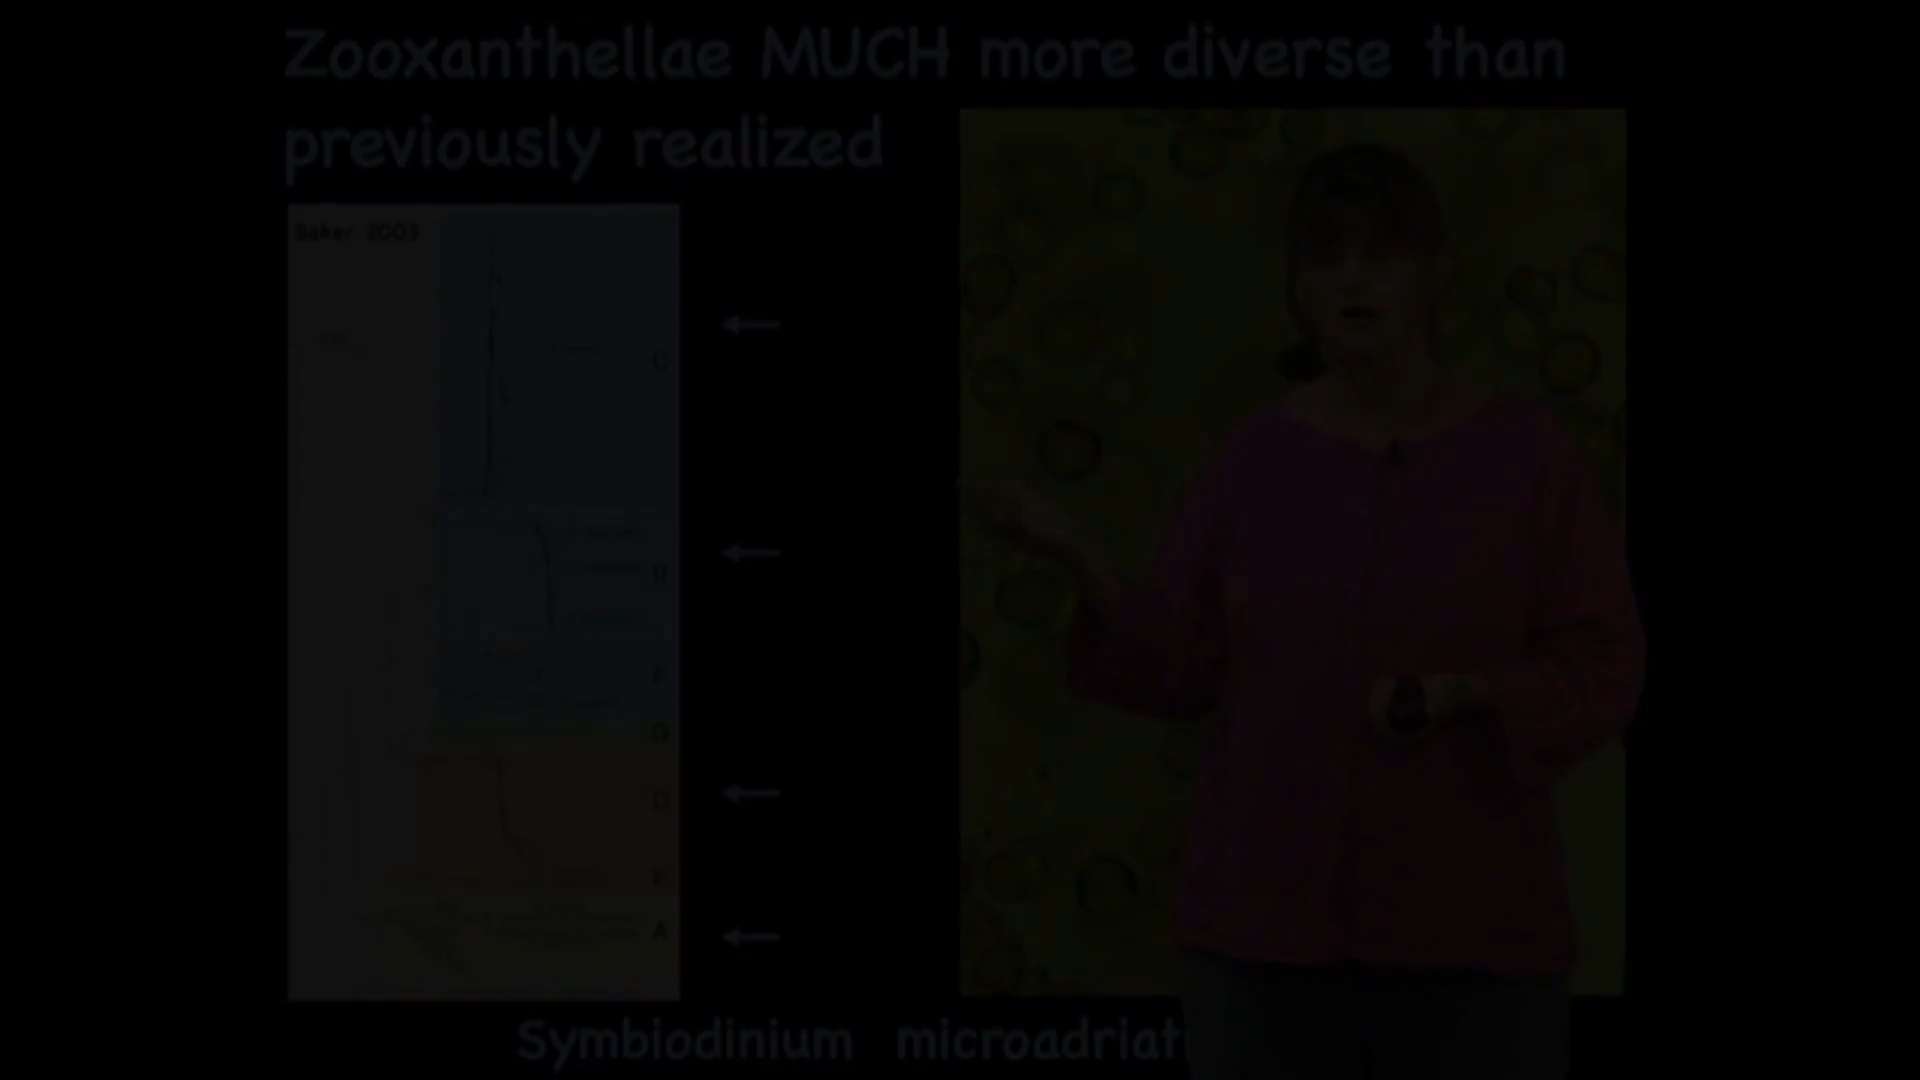 Zooxanthellae MUCH more diverse than
previously realized
Baker 2003
C
B
F
G
D
E
A
Symbiodinium microadriat